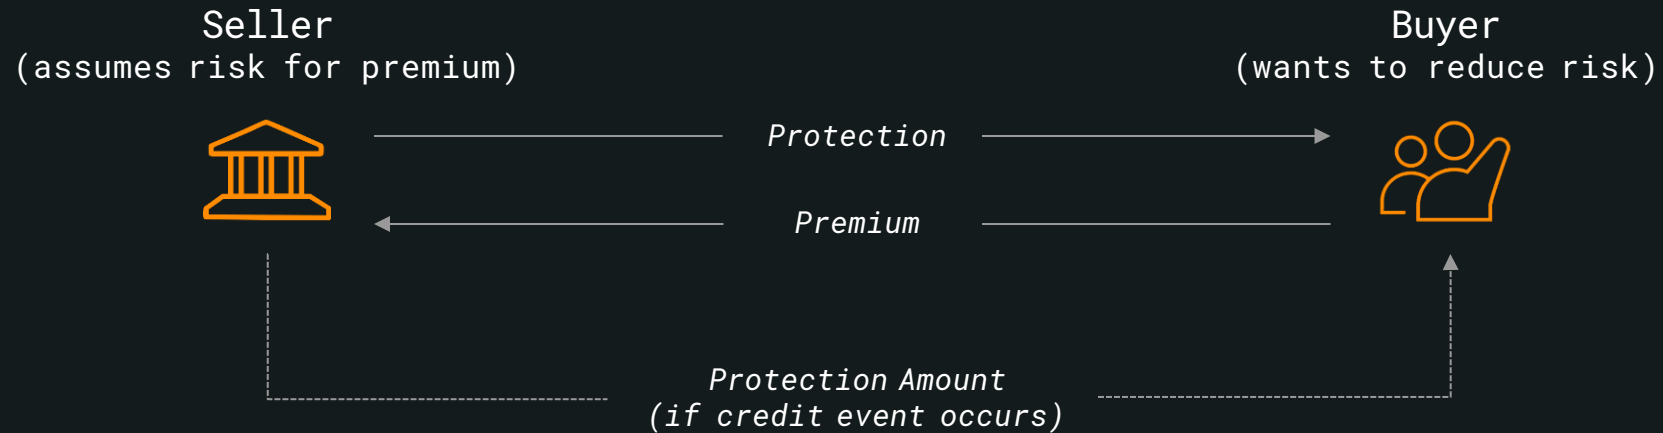 Seller
(assumes risk for premium)
Buyer
(wants to reduce risk)
Protection
Premium
Protection Amount
(if credit event occurs)